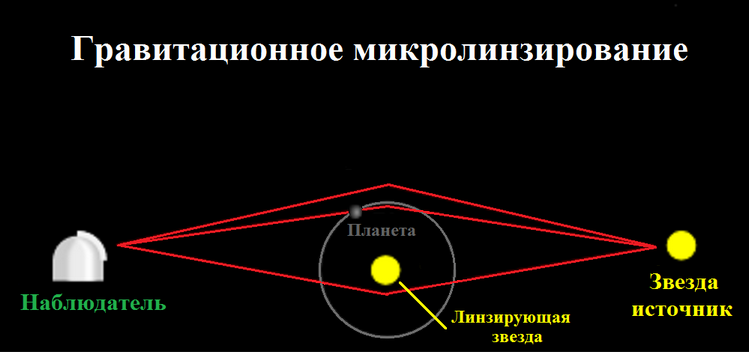 Гравитационное микролинзирование
Планета
Наблюдатель
Звезда
источник
Линзирующая
звезда